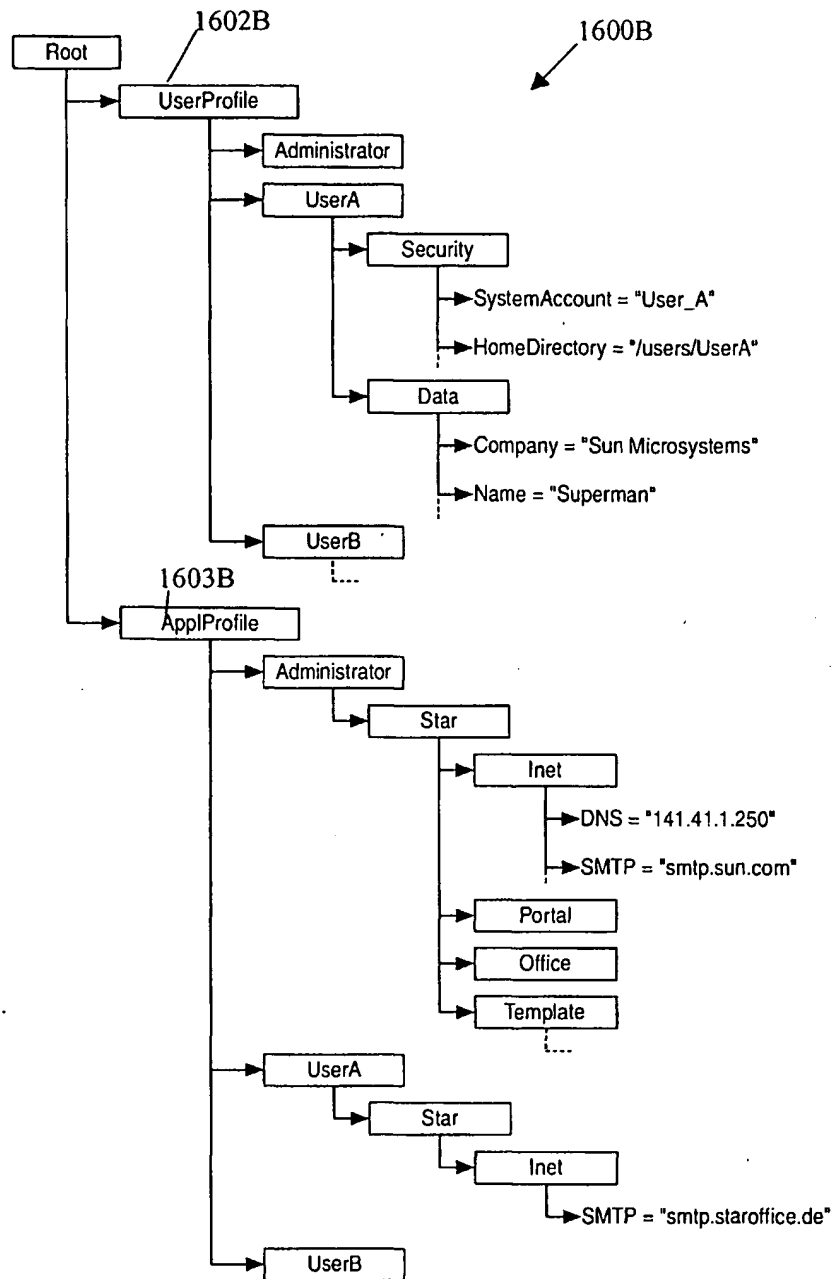 1602B
1600B
Root
UserProfile
Administrator
UserA
Security
SystemAccount = "User_A"
HomeDirectory = "/users/UserA"
Data
Company = "Sun Microsystems"
Name = "Superman"
UserB
1603B
ApplProfile
Administrator
Star
Inet
DNS = "141.41.1.250"
SMTP = "smtp.sun.com"
Portal
Office
Template
UserA
Star
Inet
SMTP = "smtp.staroffice.de"
UserB